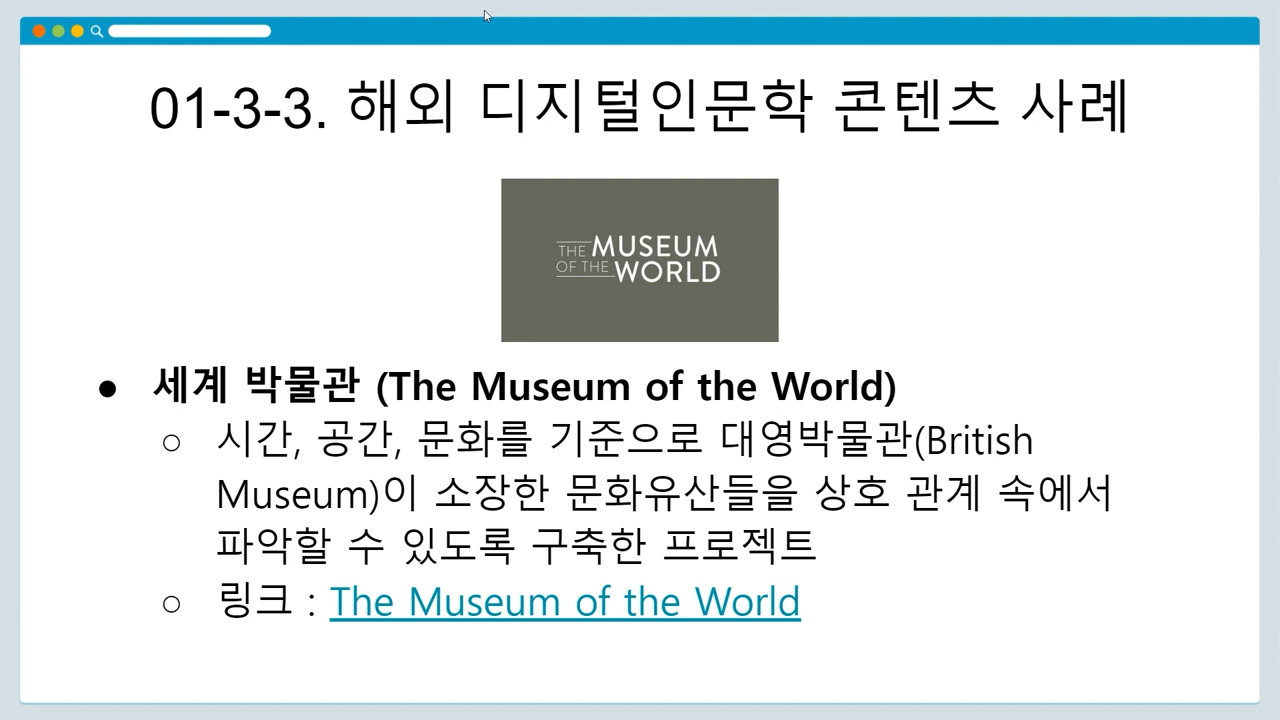 01-3-3. 해외 디지털인문학 콘텐츠 사례
THE MUSEUM
OF THE WORLD
● 세계 박물관 (The Museum of the World)
○ 시간, 공간, 문화를 기준으로 대영박물관(British
Museum)이 소장한 문화유산들을 상호 관계 속에서
파악할 수 있도록 구축한 프로젝트
○ 링크 : The Museum of the World